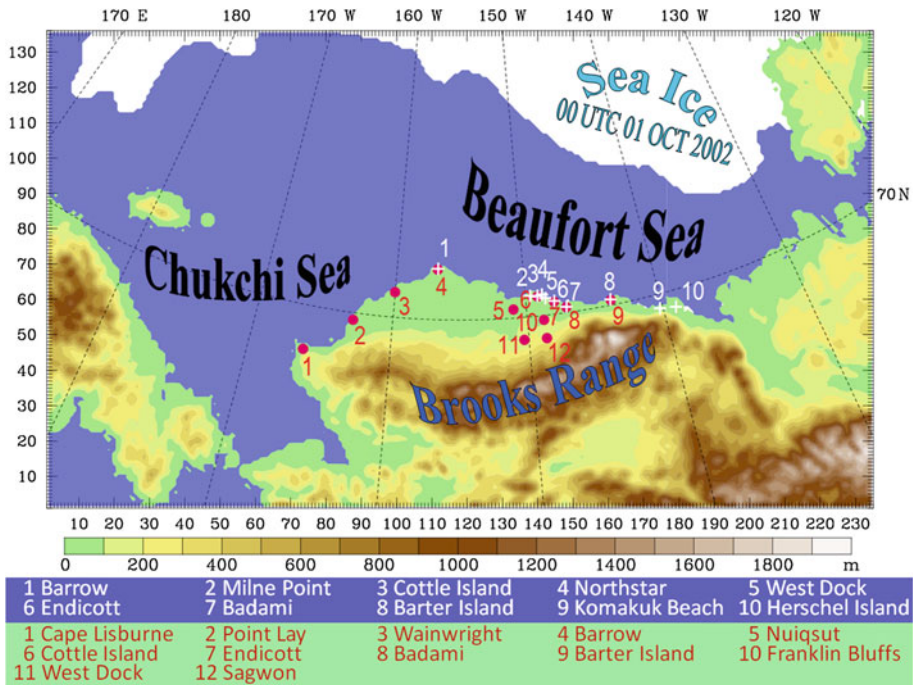 170 E 180 170 W 160 W 150 W 140 W 130 W 120 W
130
120
110
100
90
80
70
60
50
40
30
20
10
Sea Ice
00 UTC 01 OCT 2002
70 N
Beaufort Sea
Chukchi Sea
1
4
3
2
1
2 3 4 5 6 7 8 9 10
5 6 10 7 8 9
11 12
Brooks Range
10 20 30 40 50 60 70 80 90 100 110 120 130 140 150 160 170 180 190 200 210 220 230
0 200 400 600 800 1000 1200 1400 1600 1800 m
1 Barrow 2 Milne Point 3 Cottle Island 4 Northstar 5 West Dock
6 Endicott 7 Badami 8 Barter Island 9 Komakuk Beach 10 Herschel Island
1 Cape Lisburne 2 Point Lay 3 Wainwright 4 Barrow 5 Nuiqsut
6 Cottle Island 7 Endicott 8 Badami 9 Barter Island 10 Franklin Bluffs
11 West Dock 12 Sagwon